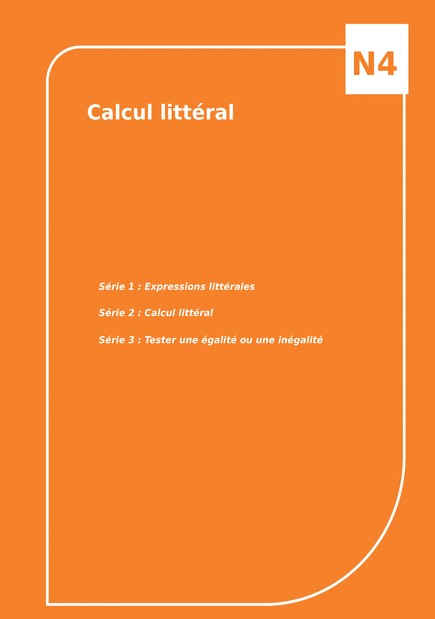 N4
Calcul littéral
Série 1 : Expressions littérales
Série 2 : Calcul littéral
Série 3 : Tester une égalité ou une inégalité